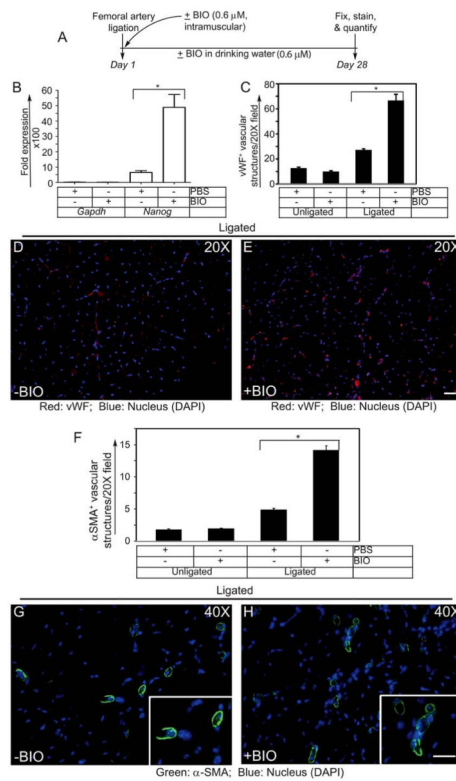 A
Femoral artery
ligation
+ BIO (0.6 µM,
intramuscular)
Fix, stain,
& quantify
+ BIO in drinking water (0.6µM)
Day 1
Day 28
B
Fold expression
x100
60
50
40
30
20
10
0
*
+ - + - PBS
- + - + BIO
Gapdh Nanog
C
vWF+ vascular
structures/20X field
80
60
40
20
0
*
+ - + - PBS
- + - + BIO
Unligated Ligated
Ligated
D 20X
-BIO
E 20X
+BIO
Red: vWF; Blue: Nucleus (DAPI)
Red: vWF; Blue: Nucleus (DAPI)
F
αSMA+ vascular
structures/20X field
15
10
5
0
*
+ - + - PBS
- + - + BIO
Unligated Ligated
Ligated
G 40X
-BIO
H 40X
+BIO
Green: α-SMA; Blue: Nucleus (DAPI)